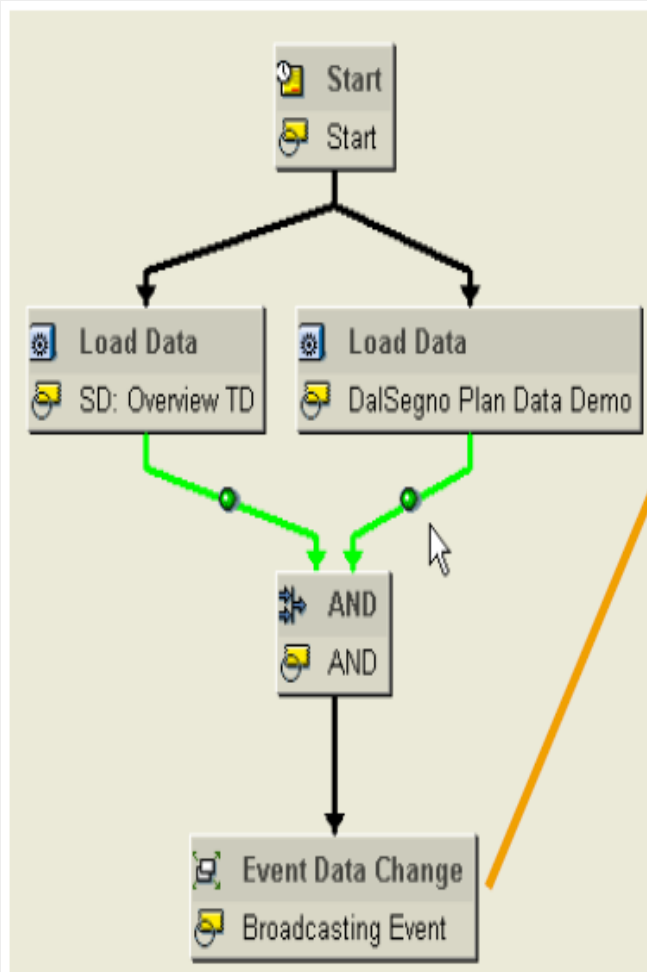 Start
Start
Load Data
SD: Overview TD
Load Data
DalSegno Plan Data Demo
AND
AND
Event Data Change
Broadcasting Event